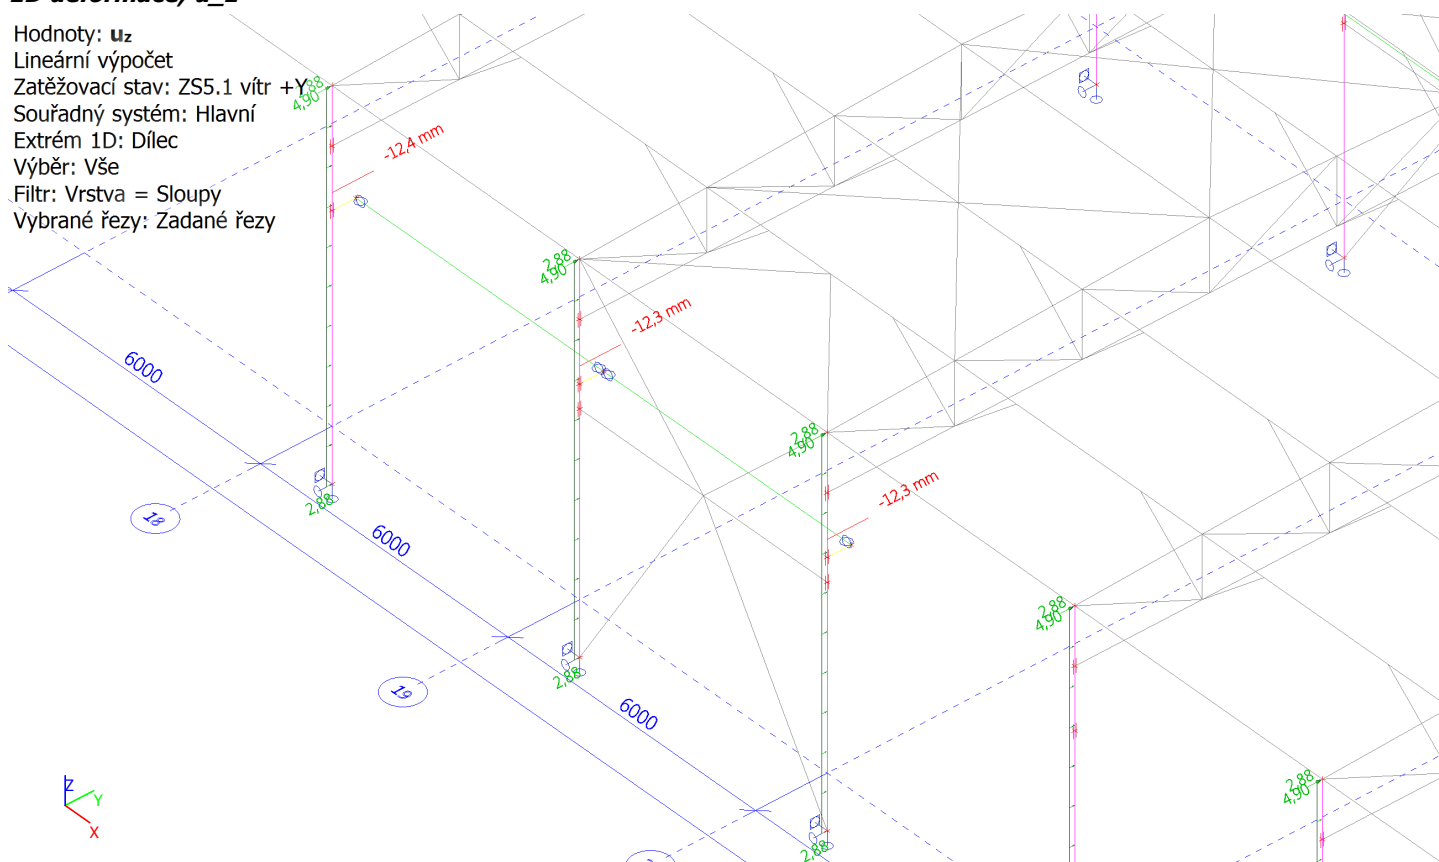 Hodnoty: uz
Lineární výpočet
Zatěžovací stav: ZS5.1 vítr +Y
Souřadný systém: Hlavní
Extrém 1D: Dílec
Výběr: Vše
Filtr: Vrstva = Sloupy
Vybrané řezy: Zadané řezy
2,88
4,90
-12,4 mm
2,88
4,90
-12,3 mm
6000
2,88
4,90
-12,3 mm
2,88
18
6000
2,88
4,90
2,88
19
6000
2,88
4,90
Z
Y
X
2,88